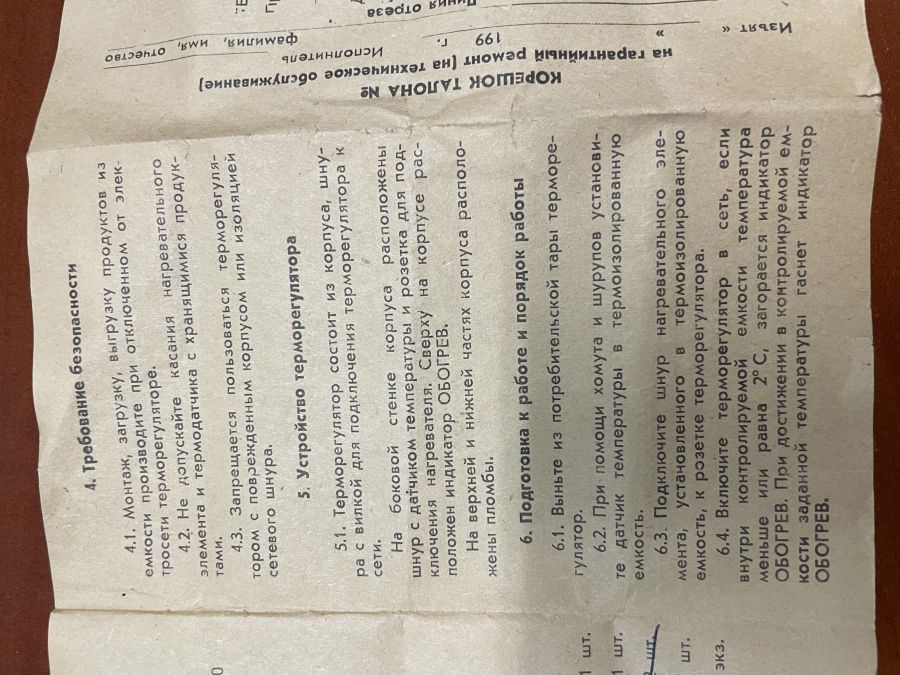 4. Требование безопасности
4.1. Монтаж, загрузку, выгрузку продуктов из
емкости производите при отключенном от элек-
тросети терморегуляторе.
4.2. Не допускайте касания нагревательного
элемента и термодатчика с хранящимися продук-
тами.
4.3. Запрещается пользоваться терморегуля-
тором с поврежденным корпусом или изоляцией
сетевого шнура.
5. Устройство терморегулятора
5.1. Терморегулятор состоит из корпуса, шну-
ра с вилкой для подключения терморегулятора к
сети.
На боковой стенке корпуса расположены
шнур с датчиком температуры и розетка для под-
ключения нагревателя. Сверху на корпусе рас-
положен индикатор ОБОГРЕВ.
На верхней и нижней частях корпуса располо-
жены пломбы.
6. Подготовка к работе и порядок работы
6.1. Выньте из потребительской тары терморе-
гулятор.
6.2. При помощи хомута и шурупов установи-
те датчик температуры в термоизолированную
емкость.
6.3. Подключите шнур нагревательного эле-
мента, установленного в термоизолированную
емкость, к розетке терморегулятора.
6.4. Включите терморегулятор в сеть, если
внутри контролируемой емкости температура
меньше или равна 2° С, загорается индикатор
ОБОГРЕВ. При достижении в контролируемой ем-
кости заданной температуры гаснет индикатор
ОБОГРЕВ.
КОРЕШОК ТАЛОНА №
на гарантийный ремонт (на техническое обслуживание)
Изъят « » 199 г.
Исполнитель
фамилия, имя, отчество
Линия отреза
0
1 шт.
1 шт.
шт.
шт.
экз.